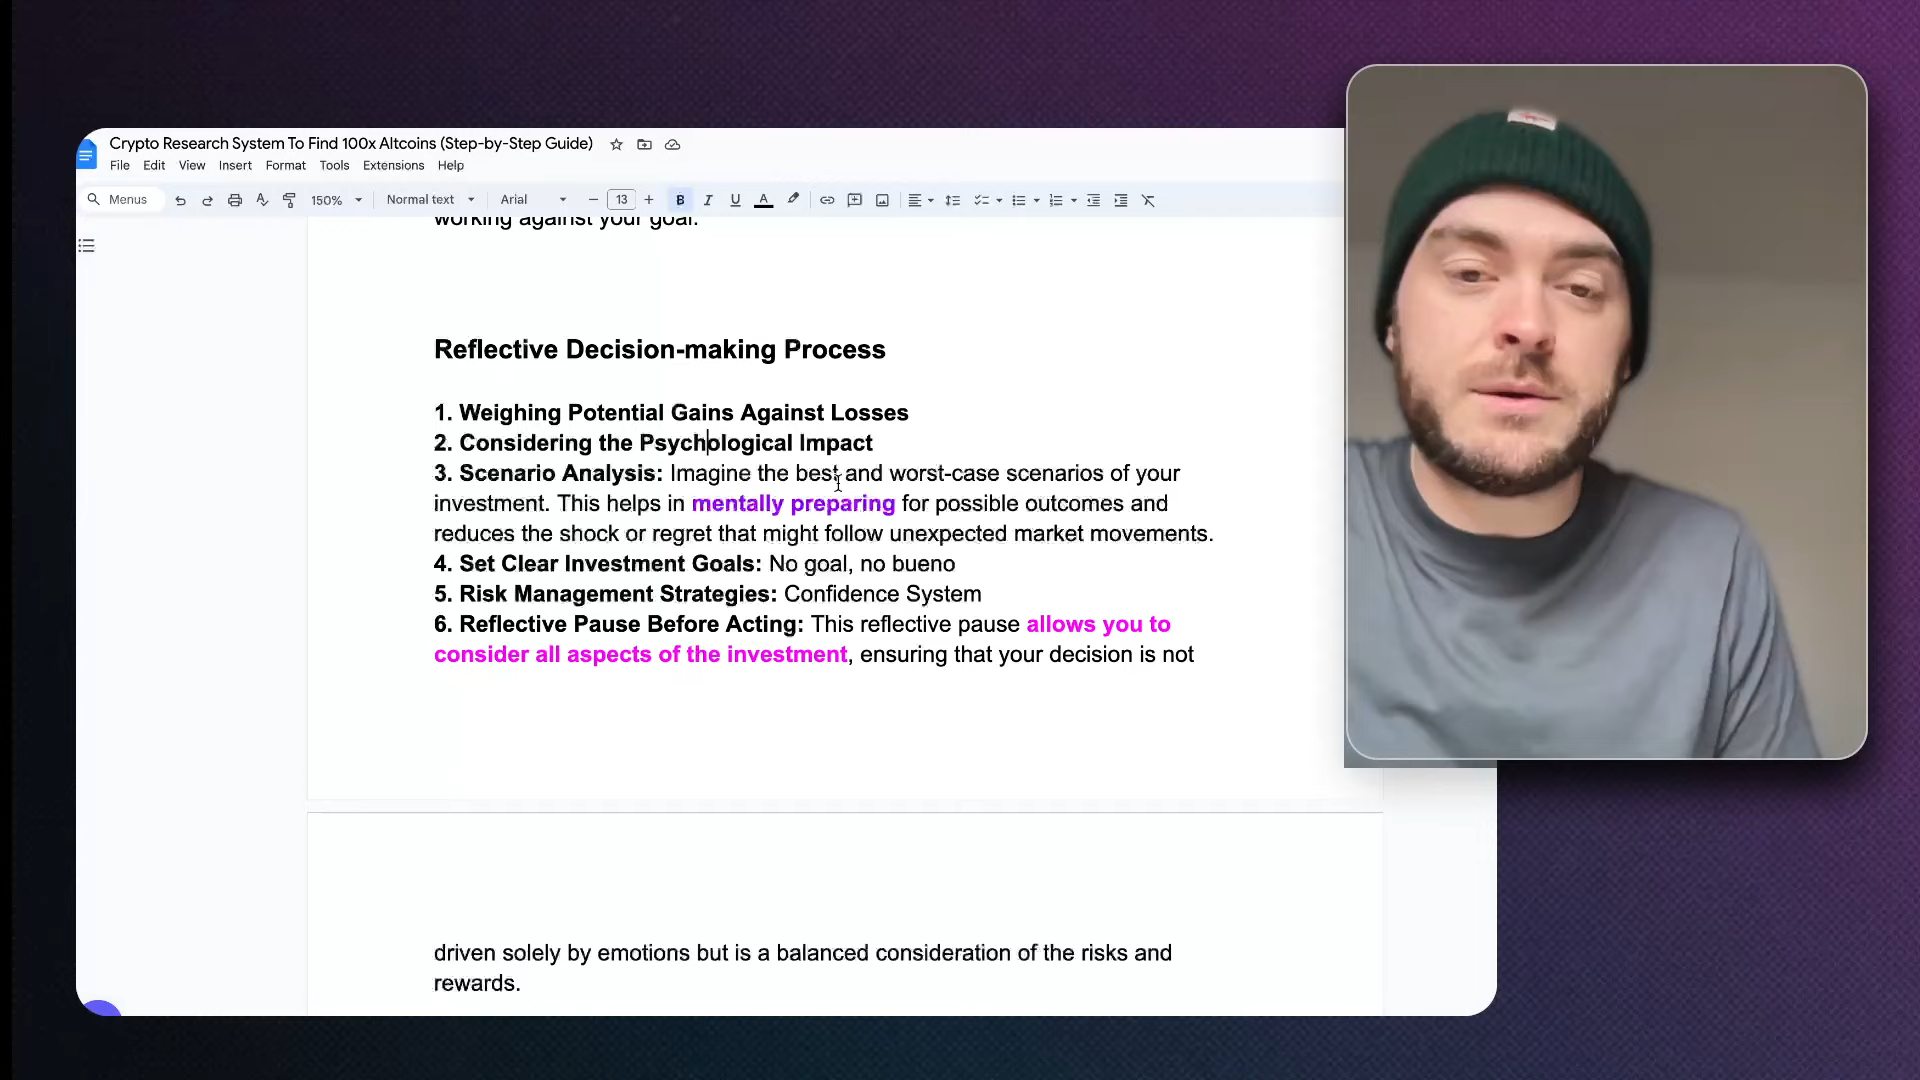 Crypto Research System To Find 100x Altcoins (Step-by-Step Guide)
File Edit View Insert Format Tools Extensions Help
Menus 150% Normal text Arial 13 B I U A
working against your goal.
Reflective Decision-making Process
1. Weighing Potential Gains Against Losses
2. Considering the Psychological Impact
3. Scenario Analysis: Imagine the best and worst-case scenarios of your
investment. This helps in mentally preparing for possible outcomes and
reduces the shock or regret that might follow unexpected market movements.
4. Set Clear Investment Goals: No goal, no bueno
5. Risk Management Strategies: Confidence System
6. Reflective Pause Before Acting: This reflective pause allows you to
consider all aspects of the investment, ensuring that your decision is not
driven solely by emotions but is a balanced consideration of the risks and
rewards.